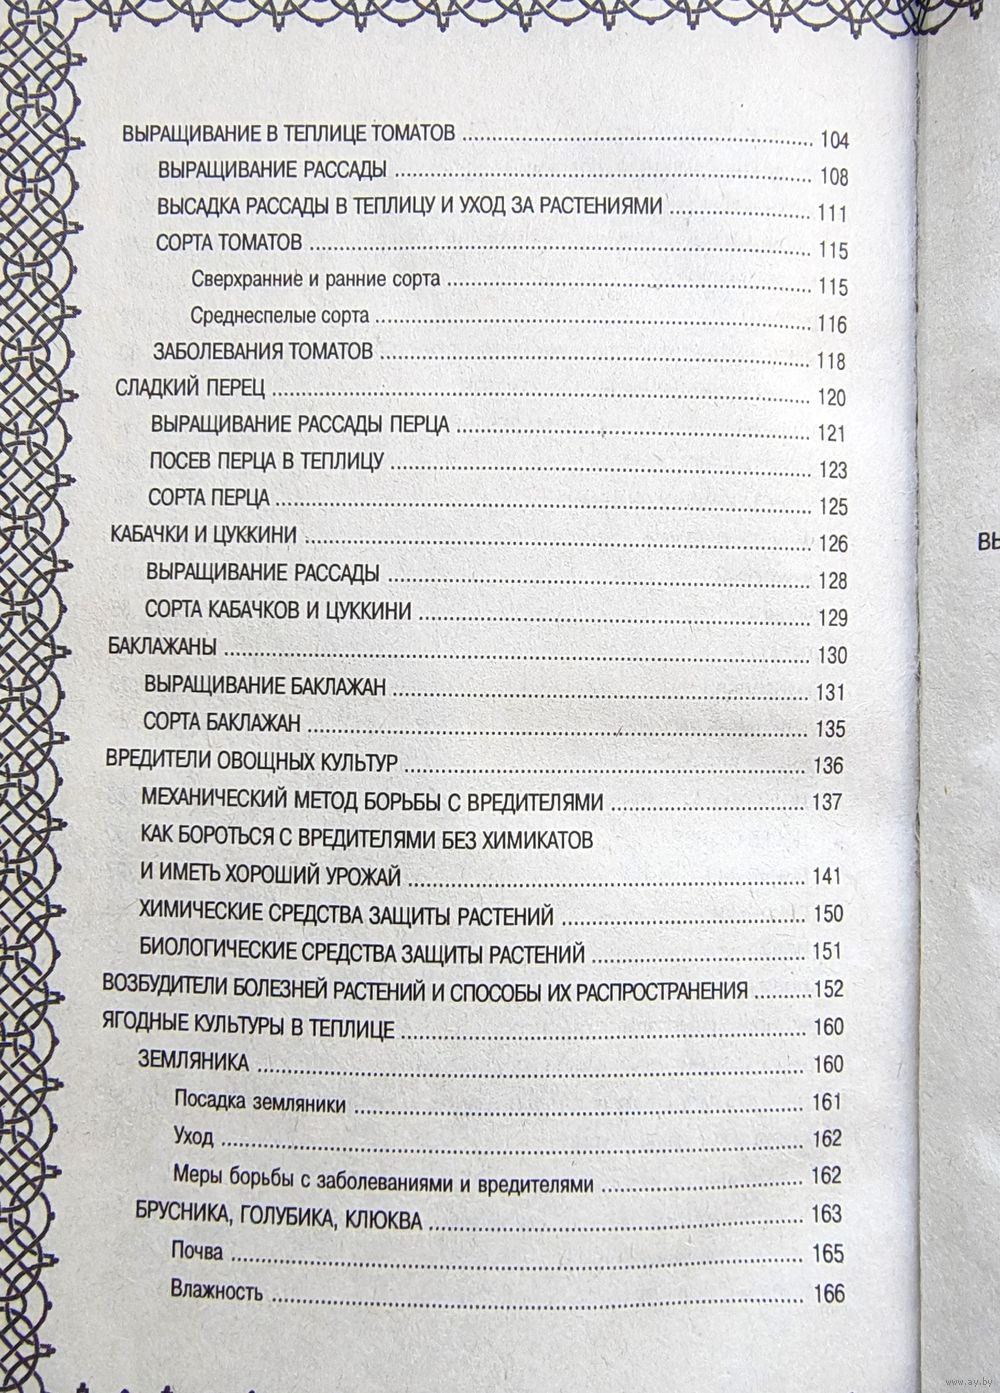 ВЫРАЩИВАНИЕ В ТЕПЛИЦЕ ТОМАТОВ ..... 104
ВЫРАЩИВАНИЕ РАССАДЫ ..... 108
ВЫСАДКА РАССАДЫ В ТЕПЛИЦУ И УХОД ЗА РАСТЕНИЯМИ ..... 111
СОРТА ТОМАТОВ ..... 115
Сверхранние и ранние сорта ..... 115
Среднеспелые сорта ..... 116
ЗАБОЛЕВАНИЯ ТОМАТОВ ..... 118
СЛАДКИЙ ПЕРЕЦ ..... 120
ВЫРАЩИВАНИЕ РАССАДЫ ПЕРЦА ..... 121
ПОСЕВ ПЕРЦА В ТЕПЛИЦУ ..... 123
СОРТА ПЕРЦА ..... 125
КАБАЧКИ И ЦУККИНИ ..... 126
ВЫРАЩИВАНИЕ РАССАДЫ ..... 128
СОРТА КАБАЧКОВ И ЦУККИНИ ..... 129
БАКЛАЖАНЫ ..... 130
ВЫРАЩИВАНИЕ БАКЛАЖАН ..... 131
СОРТА БАКЛАЖАН ..... 135
ВРЕДИТЕЛИ ОВОЩНЫХ КУЛЬТУР ..... 136
МЕХАНИЧЕСКИЙ МЕТОД БОРЬБЫ С ВРЕДИТЕЛЯМИ ..... 137
КАК БОРОТЬСЯ С ВРЕДИТЕЛЯМИ БЕЗ ХИМИКАТОВ
И ИМЕТЬ ХОРОШИЙ УРОЖАЙ ..... 141
ХИМИЧЕСКИЕ СРЕДСТВА ЗАЩИТЫ РАСТЕНИЙ ..... 150
БИОЛОГИЧЕСКИЕ СРЕДСТВА ЗАЩИТЫ РАСТЕНИЙ ..... 151
ВОЗБУДИТЕЛИ БОЛЕЗНЕЙ РАСТЕНИЙ И СПОСОБЫ ИХ РАСПРОСТРАНЕНИЯ ..... 152
ЯГОДНЫЕ КУЛЬТУРЫ В ТЕПЛИЦЕ ..... 160
ЗЕМЛЯНИКА ..... 160
Посадка земляники ..... 161
Уход ..... 162
Меры борьбы с заболеваниями и вредителями ..... 162
БРУСНИКА, ГОЛУБИКА, КЛЮКВА ..... 163
Почва ..... 165
Влажность ..... 166
ВЫ
www.ay.by